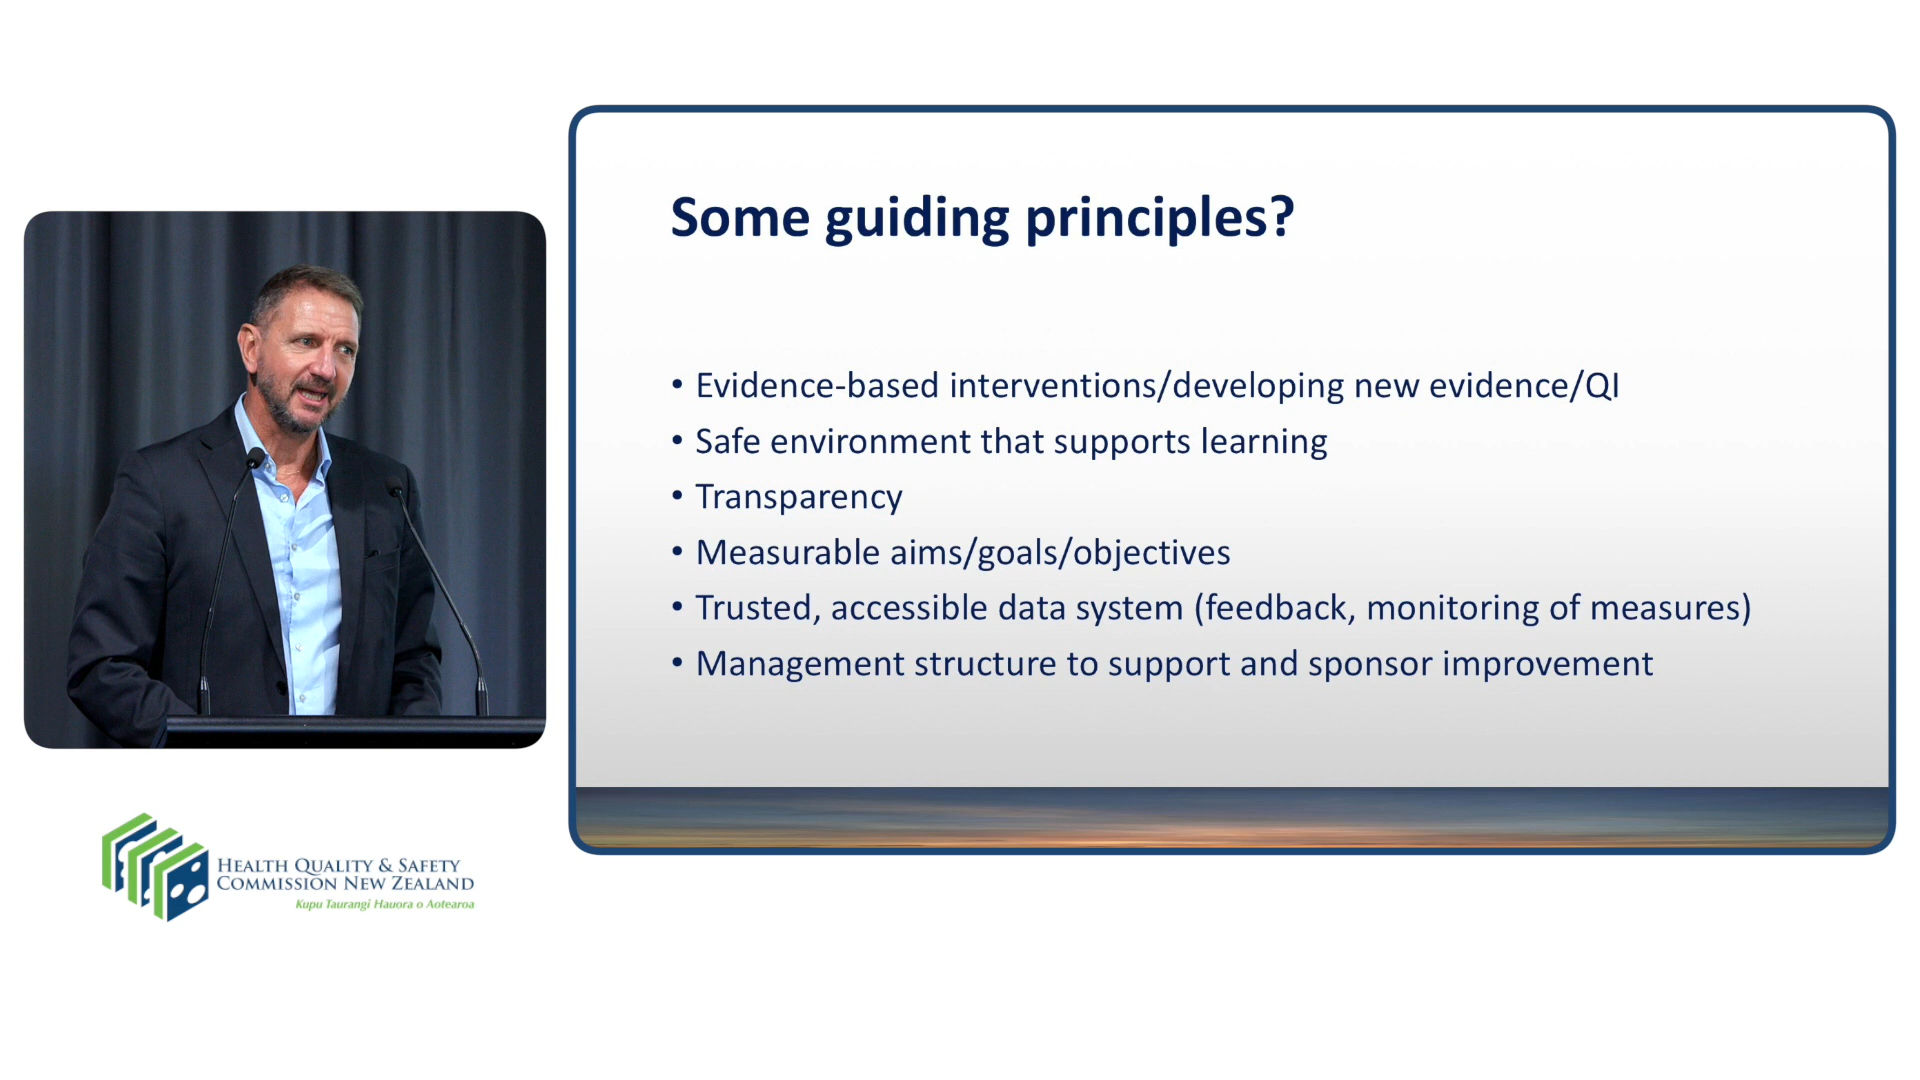 Some guiding principles?
• Evidence-based interventions/developing new evidence/QI
• Safe environment that supports learning
• Transparency
• Measurable aims/goals/objectives
• Trusted, accessible data system (feedback, monitoring of measures)
• Management structure to support and sponsor improvement
HEALTH QUALITY & SAFETY
COMMISSION NEW ZEALAND
Kupu Taurangi Hauora o Aotearoa